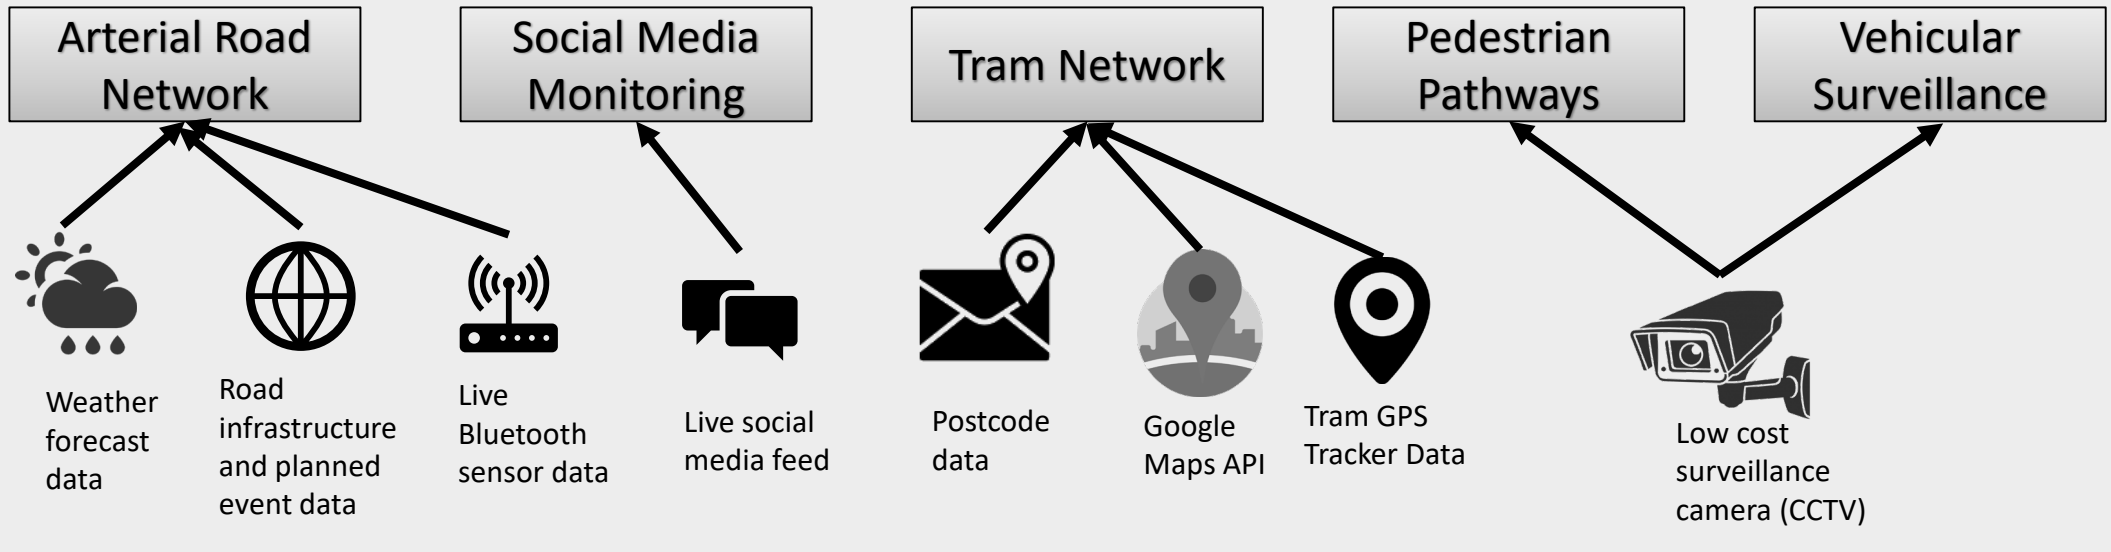 Arterial Road
Network
Social Media
Monitoring
Tram Network
Pedestrian
Pathways
Vehicular
Surveillance
Weather
forecast
data
Road
infrastructure
and planned
event data
Live
Bluetooth
sensor data
Live social
media feed
Postcode
data
Google
Maps API
Tram GPS
Tracker Data
Low cost
surveillance
camera (CCTV)